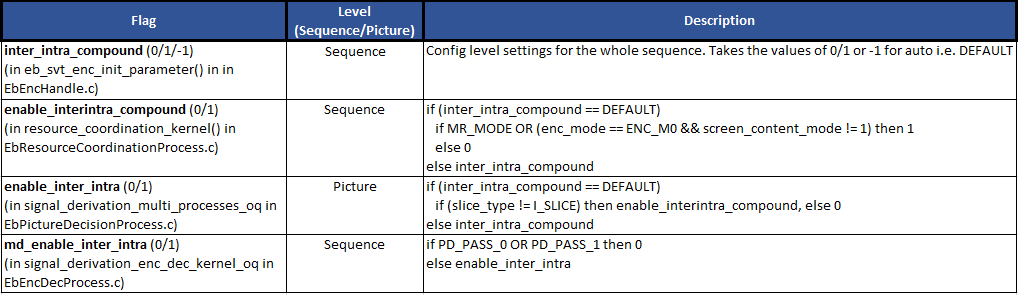 Flag
Level
(Sequence/Picture)
Description
inter_intra_compound (0/1/-1)
(in eb_svt_enc_init_parameter() in in
EbEncHandle.c)
Sequence
Config level settings for the whole sequence. Takes the values of 0/1 or -1 for auto i.e. DEFAULT
enable_interintra_compound (0/1)
(in resource_coordination_kernel() in
EbResourceCoordinationProcess.c)
Sequence
if (inter_intra_compound == DEFAULT)
if MR_MODE OR (enc_mode == ENC_M0 && screen_content_mode != 1) then 1
else 0
else inter_intra_compound
enable_inter_intra (0/1)
(in signal_derivation_multi_processes_oq in
EbPictureDecisionProcess.c)
Picture
if (inter_intra_compound == DEFAULT)
if (slice_type != I_SLICE) then enable_interintra_compound, else 0
else inter_intra_compound
md_enable_inter_intra (0/1)
(in signal_derivation_enc_dec_kernel_oq in
EbEncDecProcess.c)
Sequence
if PD_PASS_0 OR PD_PASS_1 then 0
else enable_inter_intra